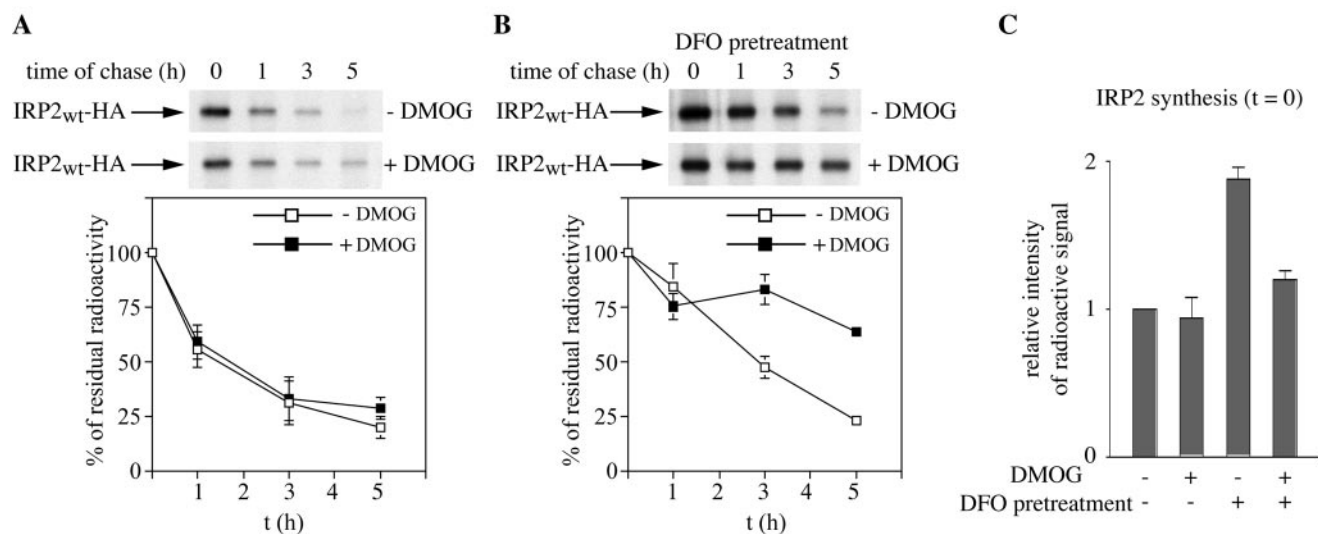 A
time of chase (h) 0 1 3 5
IRP2wt-HA - DMOG
IRP2wt-HA + DMOG
- DMOG
+ DMOG
% of residual radioactivity
100
75
50
25
0
1 2 3 4 5
t (h)
B
DFO pretreatment
time of chase (h) 0 1 3 5
IRP2wt-HA - DMOG
IRP2wt-HA + DMOG
- DMOG
+ DMOG
% of residual radioactivity
100
75
50
25
0
1 2 3 4 5
t (h)
C
IRP2 synthesis (t = 0)
relative intensity
of radioactive signal
2
1
0
DMOG - + - +
DFO pretreatment - - + +